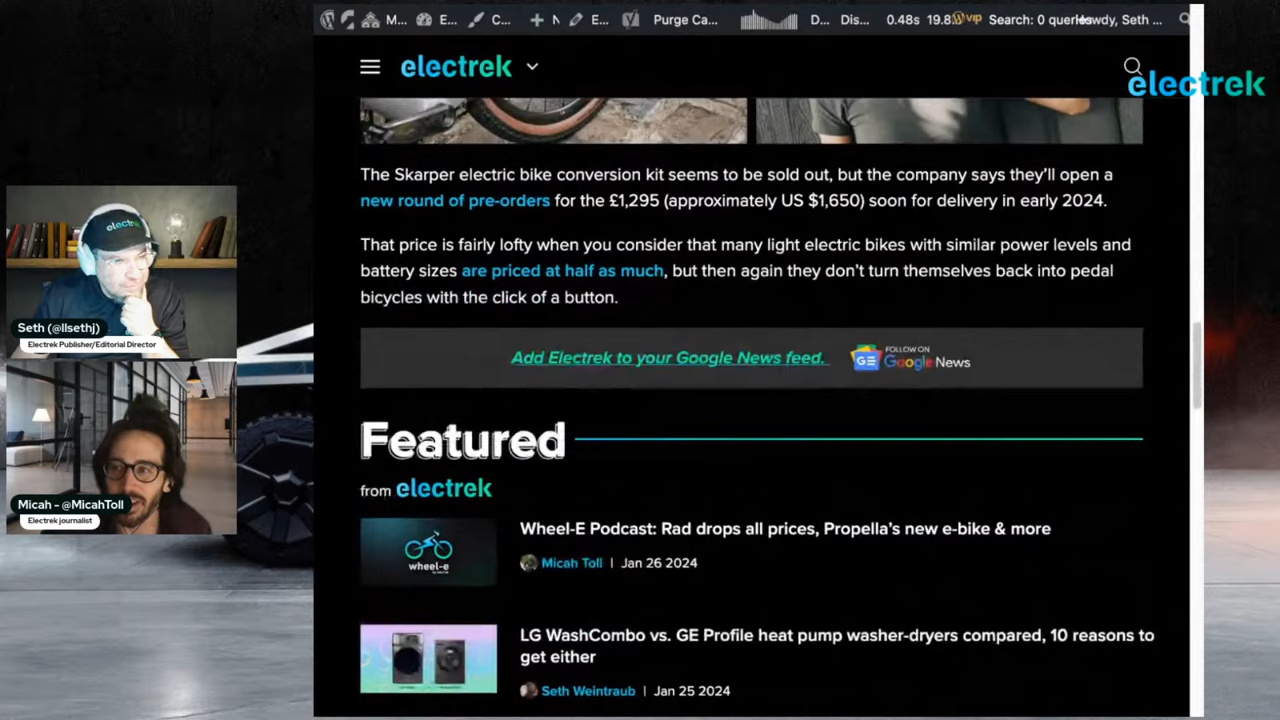 M... E... C... N E... Purge Ca... D... Dis... 0.48s 19.8 vip Search: 0 queries Howdy, Seth ...
electrek
electrek
The Skarper electric bike conversion kit seems to be sold out, but the company says they'll open a
new round of pre-orders for the £1,295 (approximately US $1,650) soon for delivery in early 2024.
That price is fairly lofty when you consider that many light electric bikes with similar power levels and
battery sizes are priced at half as much, but then again they don't turn themselves back into pedal
bicycles with the click of a button.
electrek
Seth (@llsethj)
Electrek Publisher/Editorial Director
Add Electrek to your Google News feed.
GE
FOLLOW ON
Google News
Featured
from electrek
Micah - @MicahToll
Electrek journalist
wheel-e
Wheel-E Podcast: Rad drops all prices, Propella's new e-bike & more
Micah Toll | Jan 26 2024
LG WashCombo vs. GE Profile heat pump washer-dryers compared, 10 reasons to
get either
Seth Weintraub | Jan 25 2024